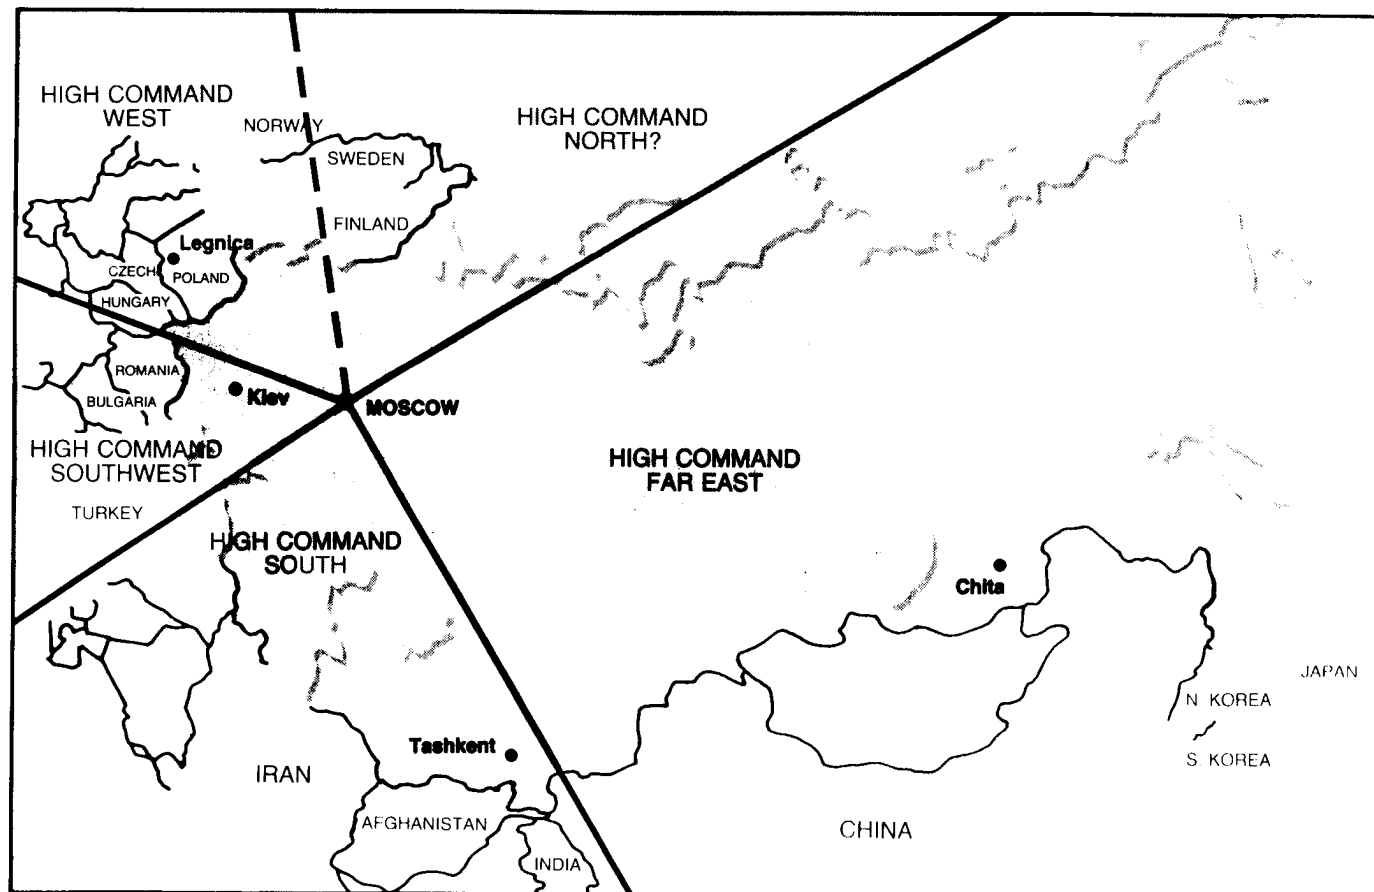 HIGH COMMAND
WEST
NORWAY
SWEDEN
HIGH COMMAND
NORTH?
FINLAND
Legnica
CZECH
POLAND
HUNGARY
ROMANIA
BULGARIA
Kiev
MOSCOW
HIGH COMMAND
SOUTHWEST
TURKEY
HIGH COMMAND
FAR EAST
HIGH COMMAND
SOUTH
Chita
JAPAN
N. KOREA
S. KOREA
Tashkent
IRAN
AFGHANISTAN
INDIA
CHINA